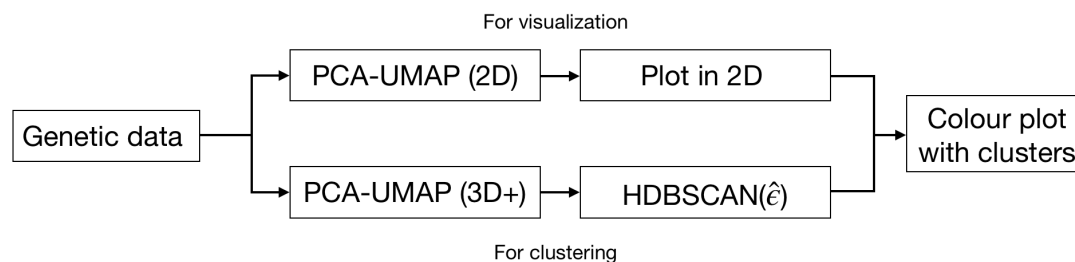 For visualization
PCA-UMAP (2D)
Plot in 2D
Genetic data
Colour plot
with clusters
PCA-UMAP (3D+)
HDBSCAN(ϵ̂)
For clustering